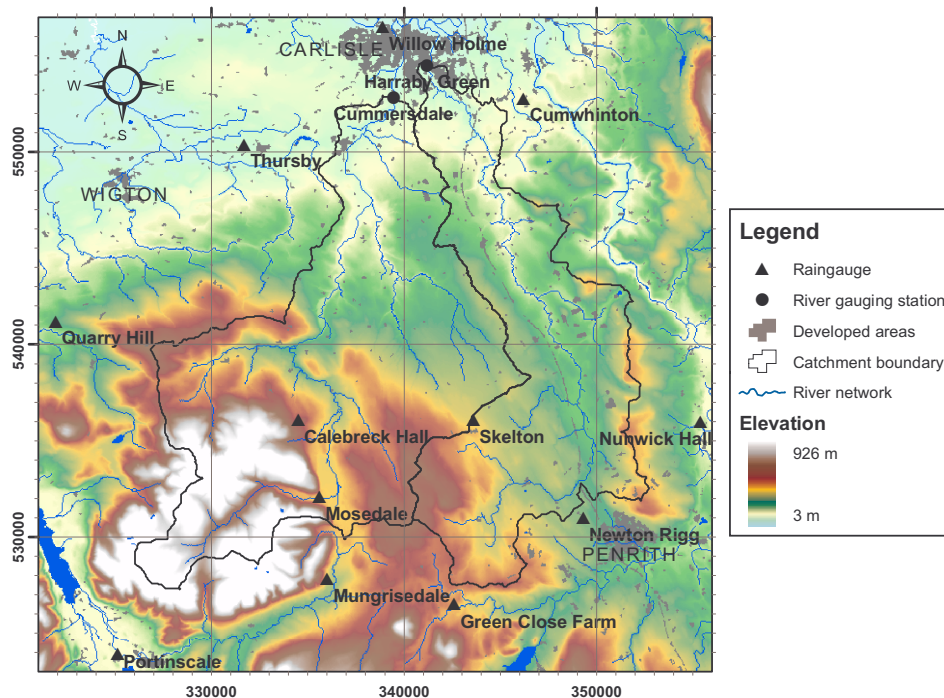 CARLISLE
Willow Holme
N
W
E
S
Harraby Green
Cummersdale
Cumwhinton
Thursby
WIGTON
Quarry Hill
Calebreck Hall
Skelton
Nunwick Hall
Mosedale
Newton Rigg
PENRITH
Mungrisedale
Green Close Farm
Portinscale
550000
540000
530000
330000
340000
350000
Legend
Raingauge
River gauging station
Developed areas
Catchment boundary
River network
Elevation
926 m
3 m